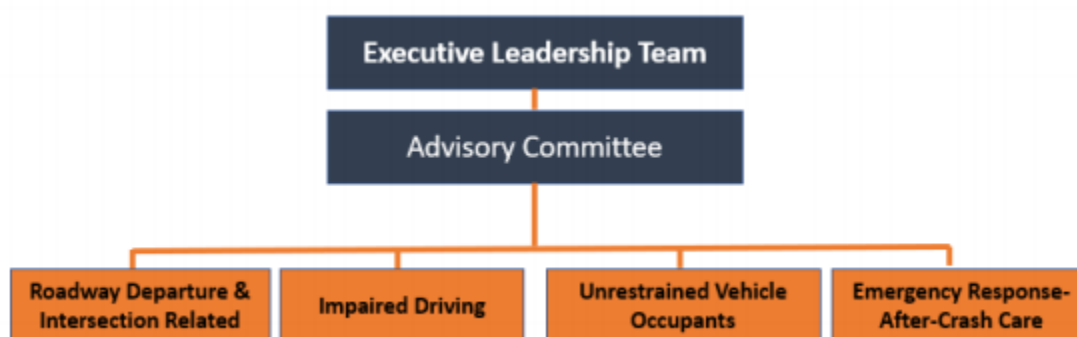 Executive Leadership Team
Advisory Committee
Roadway Departure &
Intersection Related
Impaired Driving
Unrestrained Vehicle
Occupants
Emergency Response-
After-Crash Care